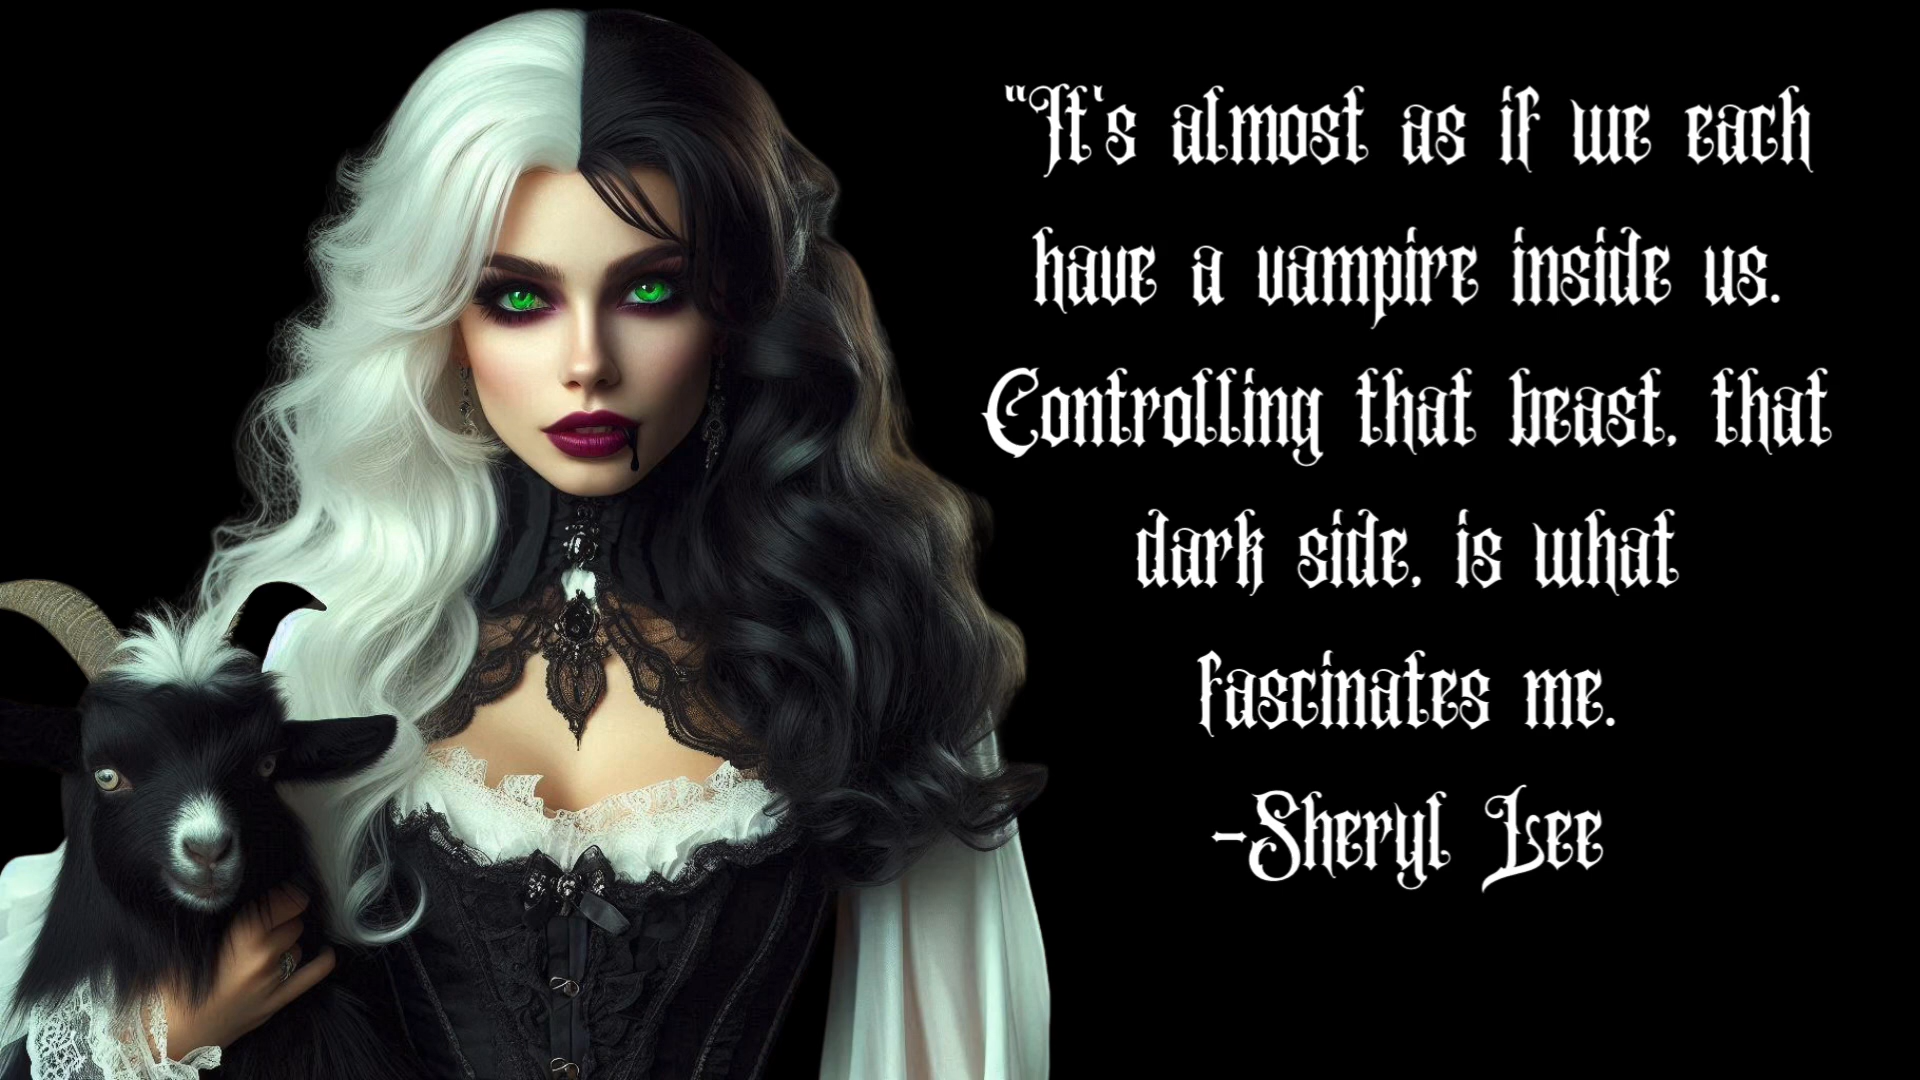 "It's almost as if we each
have a vampire inside us.
Controlling that beast, that
dark side, is what
fascinates me.
-Sheryl Lee